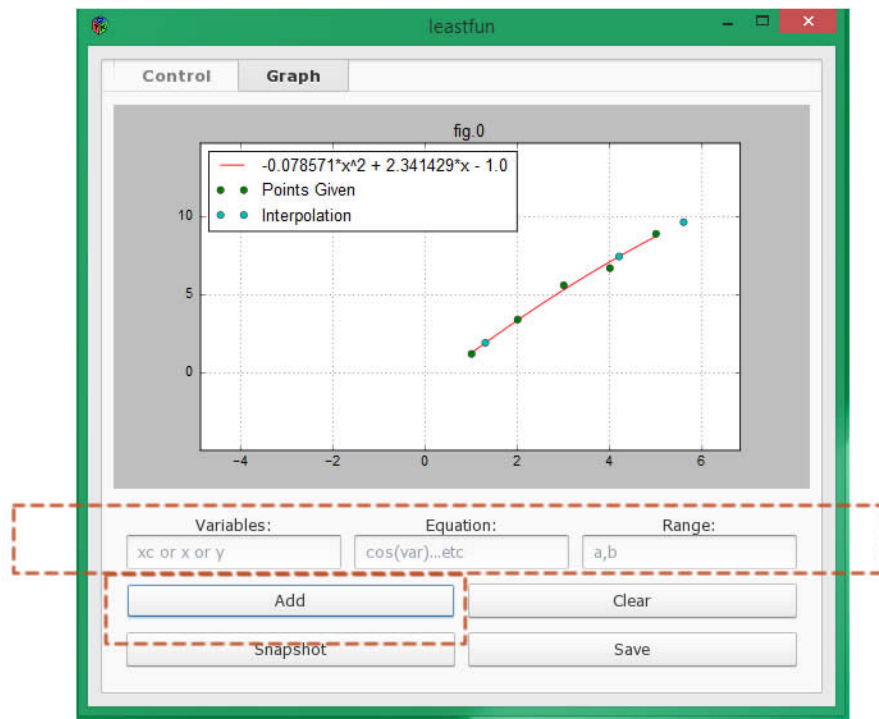 leastfun
Control Graph
fig.0
-0.078571*x^2 + 2.341429*x - 1.0
Points Given
Interpolation
10
5
0
−4 −2 0 2 4 6
Variables: Equation: Range:
xc or x or y cos(var)...etc a,b
Add Clear
Snapshot Save